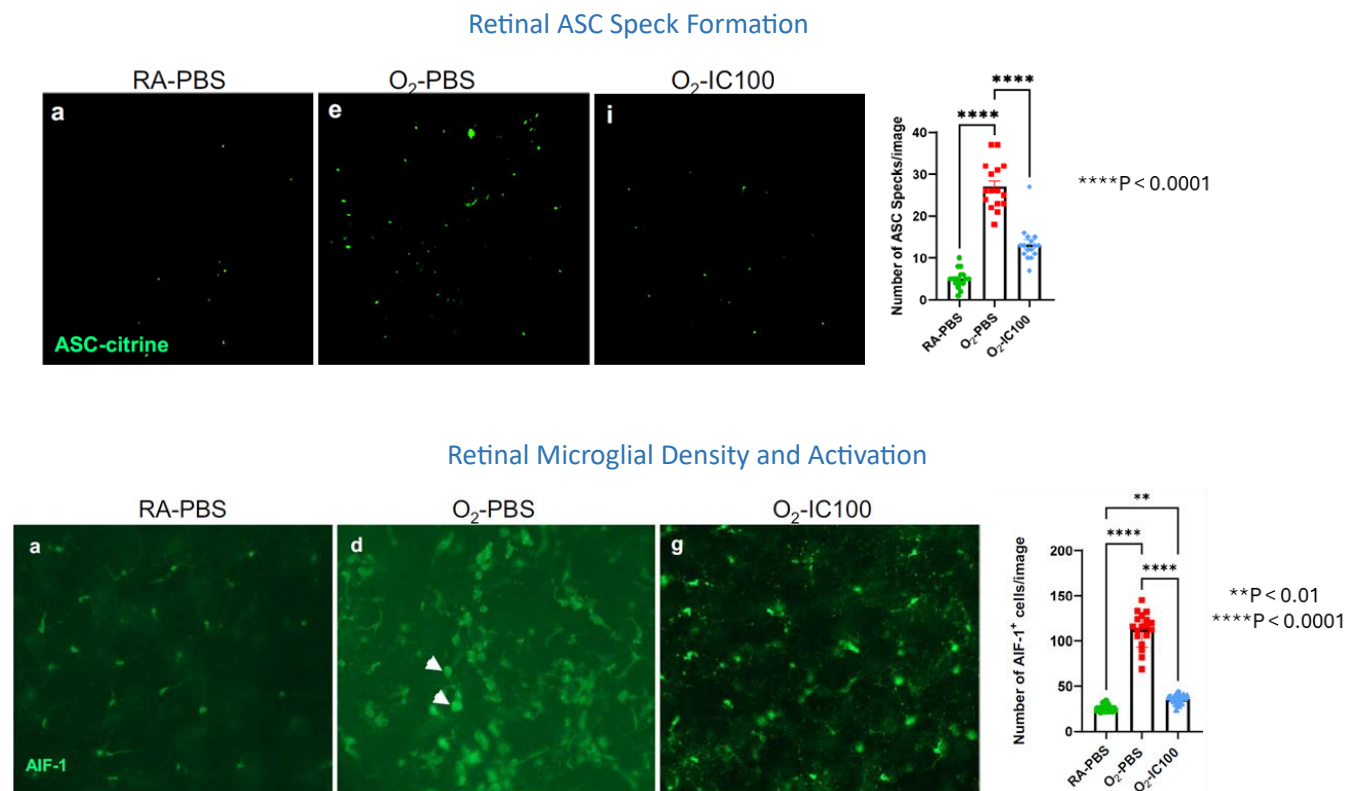 Retinal ASC Speck Formation
RA-PBS
O₂-PBS
O₂-IC100
a
e
i
ASC-citrine
****
****
Number of ASC Specks/image
40
30
20
10
0
RA-PBS
O₂-PBS
O₂-IC100
****P < 0.0001
Retinal Microglial Density and Activation
RA-PBS
O₂-PBS
O₂-IC100
a
d
g
AIF-1
**
****
****
Number of AIF-1⁺ cells/image
200
150
100
50
0
RA-PBS
O₂-PBS
O₂-IC100
**P < 0.01
****P < 0.0001